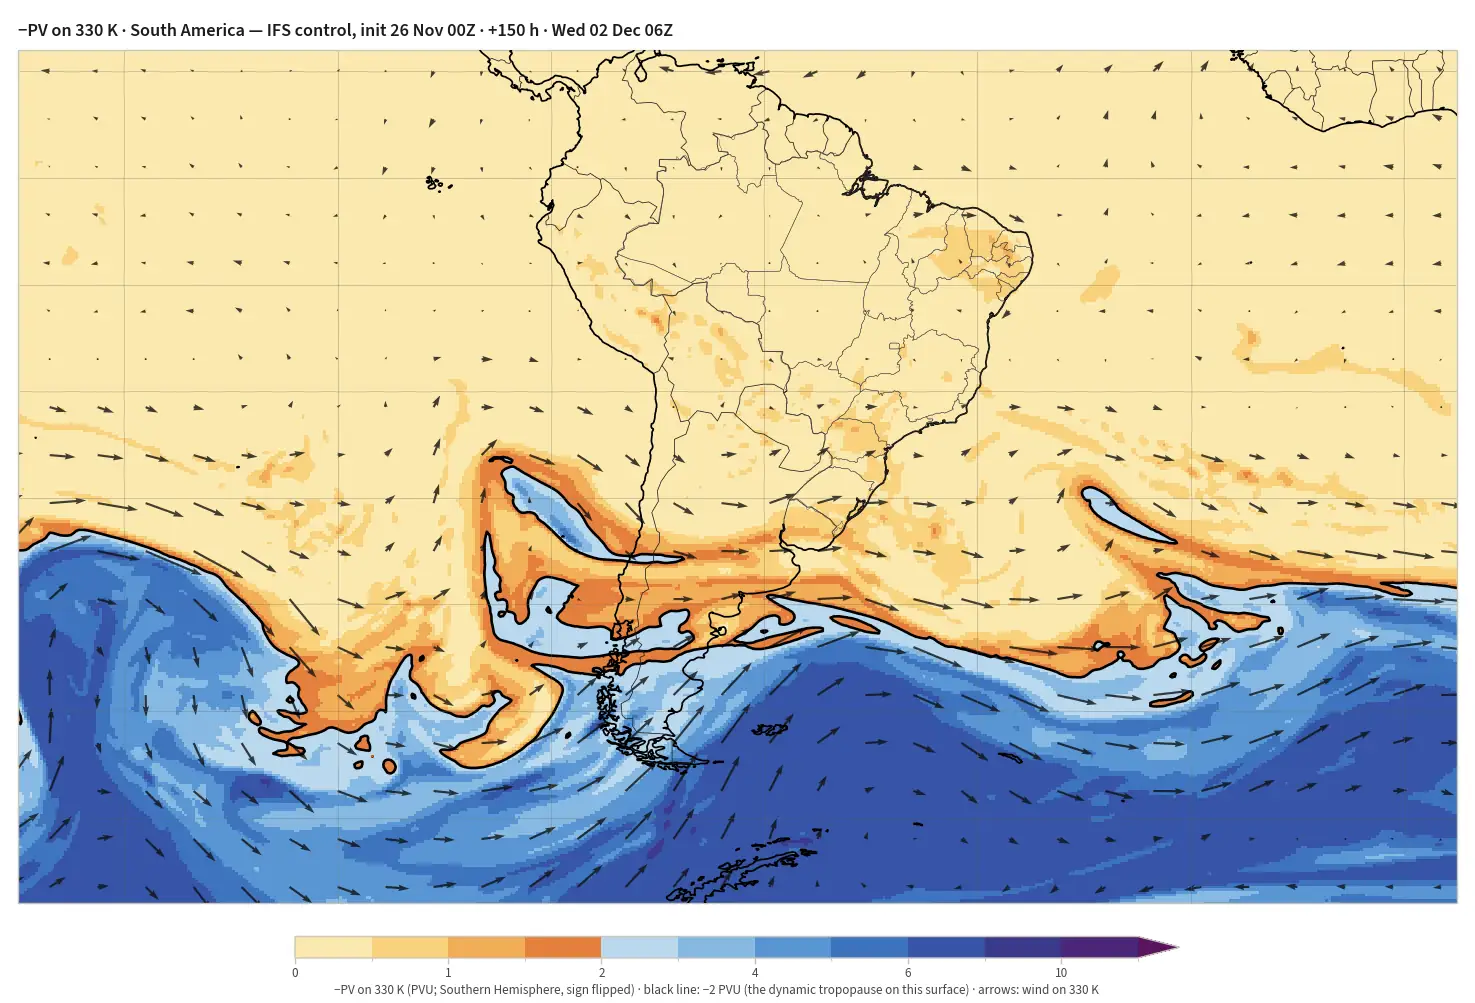 −PV on 330 K · South America — IFS control, init 26 Nov 00Z · +150 h · Wed 02 Dec 06Z
0 1 2 4 6 10
−PV on 330 K (PVU; Southern Hemisphere, sign flipped) · black line: −2 PVU (the dynamic tropopause on this surface) · arrows: wind on 330 K